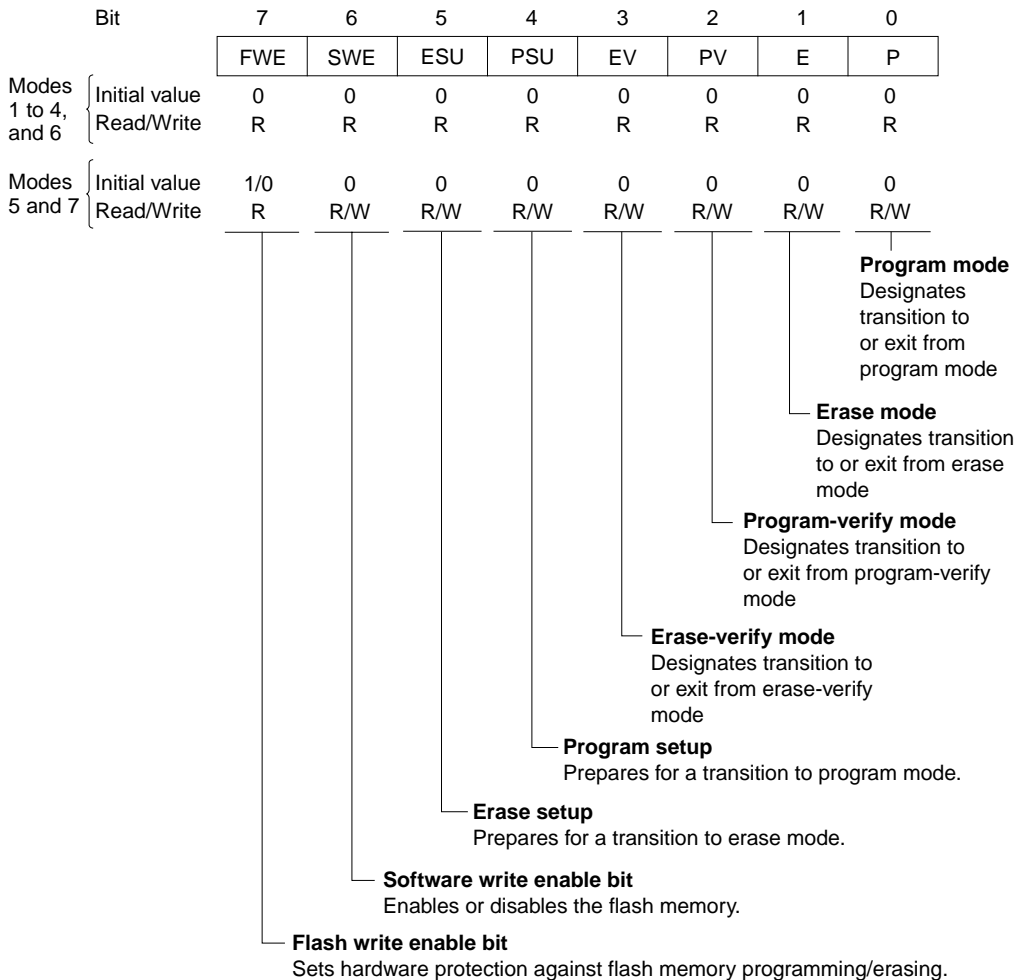 Bit 7 6 5 4 3 2 1 0
FWE SWE ESU PSU EV PV E P
Modes 1 to 4, and 6
Initial value 0 0 0 0 0 0 0 0
Read/Write R R R R R R R R
Modes 5 and 7
Initial value 1/0 0 0 0 0 0 0 0
Read/Write R R/W R/W R/W R/W R/W R/W R/W
Program mode
Designates
transition to
or exit from
program mode
Erase mode
Designates transition
to or exit from erase
mode
Program-verify mode
Designates transition to
or exit from program-verify
mode
Erase-verify mode
Designates transition to
or exit from erase-verify
mode
Program setup
Prepares for a transition to program mode.
Erase setup
Prepares for a transition to erase mode.
Software write enable bit
Enables or disables the flash memory.
Flash write enable bit
Sets hardware protection against flash memory programming/erasing.